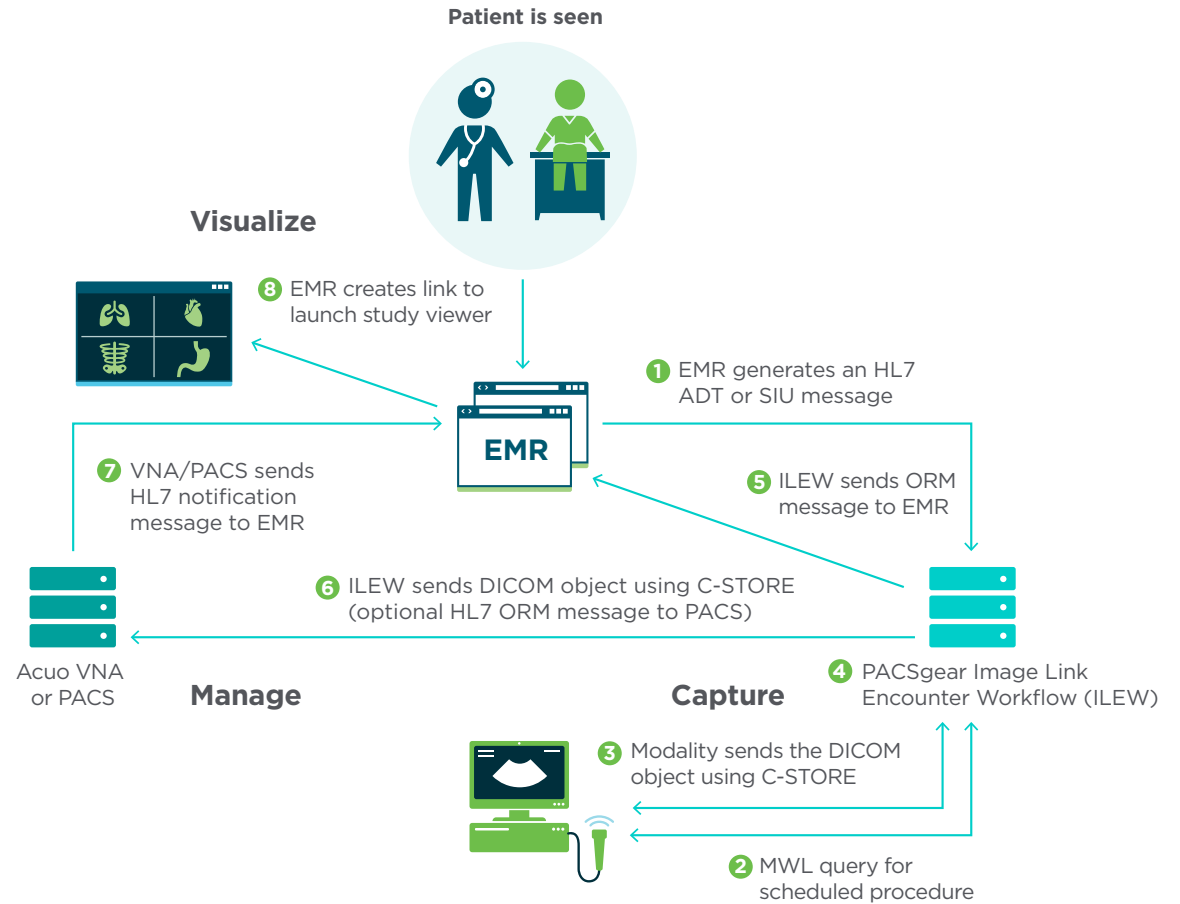 Patient is seen
Visualize
8 EMR creates link to
launch study viewer
1 EMR generates an HL7
ADT or SIU message
EMR
7 VNA/PACS sends
HL7 notification
message to EMR
5 ILEW sends ORM
message to EMR
6 ILEW sends DICOM object using C-STORE
(optional HL7 ORM message to PACS)
Acuo VNA
or PACS
Manage
Capture
4 PACSgear Image Link
Encounter Workflow (ILEW)
3 Modality sends the DICOM
object using C-STORE
2 MWL query for
scheduled procedure